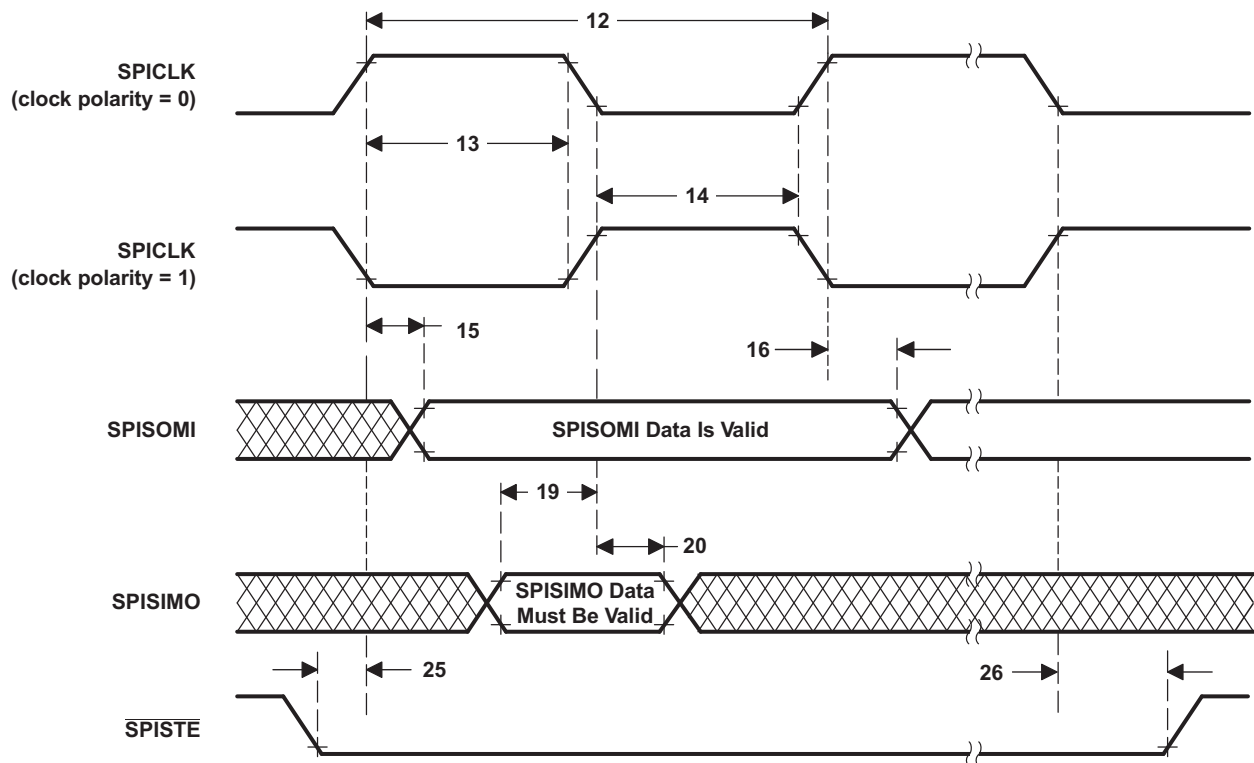 12
SPICLK
(clock polarity = 0)
13
14
SPICLK
(clock polarity = 1)
15
16
SPISOMI
SPISOMI Data Is Valid
19
20
SPISIMO
SPISIMO Data
Must Be Valid
25
26
SPISTE